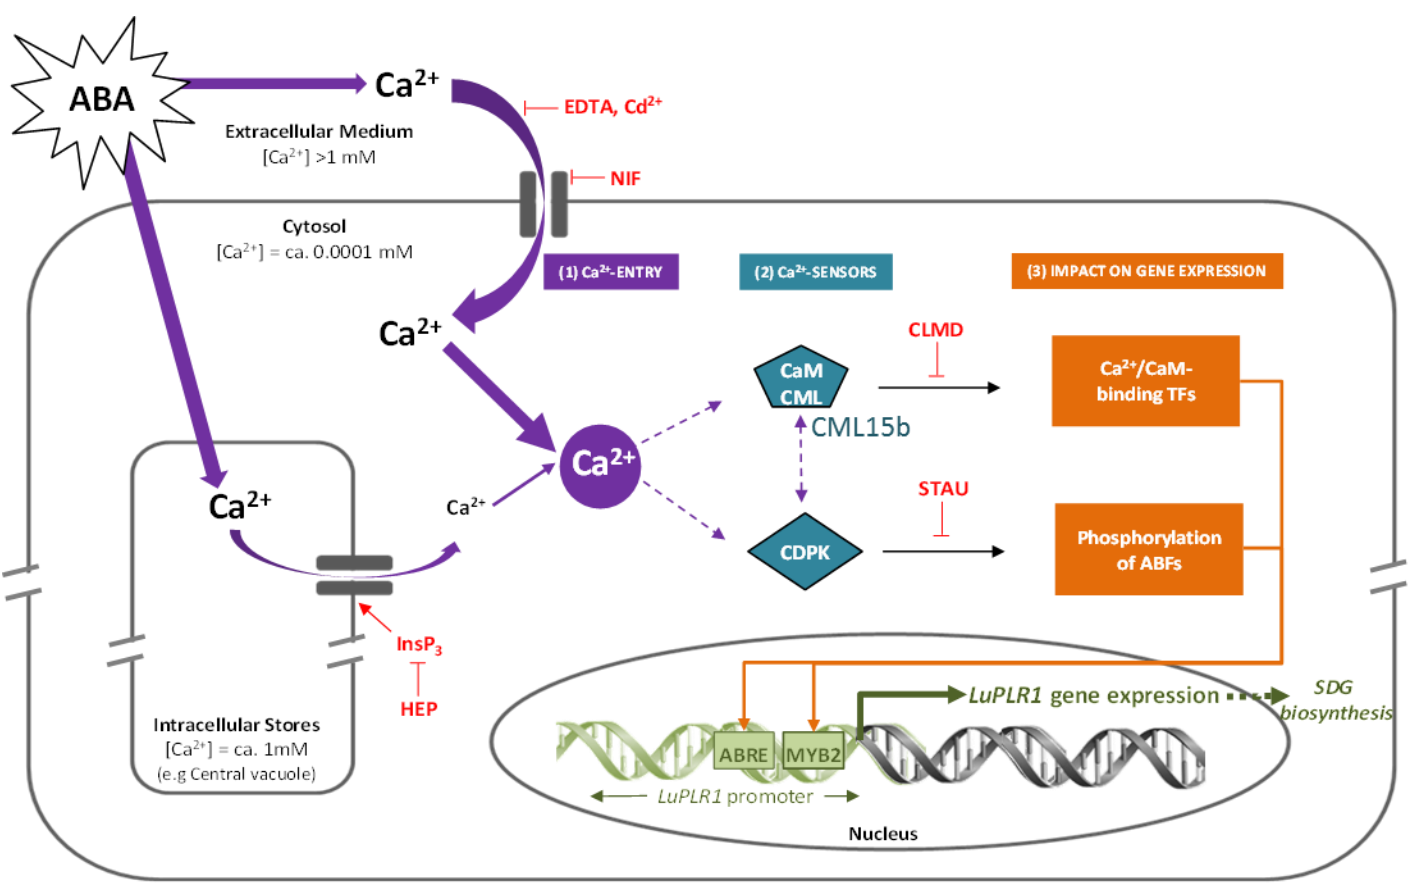 ABA
Ca²⁺
EDTA, Cd²⁺
Extracellular Medium
[Ca²⁺] >1 mM
NIF
Cytosol
[Ca²⁺] = ca. 0.0001 mM
(1) Ca²⁺-ENTRY
(2) Ca²⁺-SENSORS
(3) IMPACT ON GENE EXPRESSION
Ca²⁺
CLMD
CaM
CML
Ca²⁺/CaM-
binding TFs
CML15b
Ca²⁺
Ca²⁺
Ca²⁺
STAU
CDPK
Phosphorylation
of ABFs
InsP₃
HEP
Intracellular Stores
[Ca²⁺] = ca. 1mM
(e.g Central vacuole)
LuPLR1 gene expression
SDG
biosynthesis
ABRE
MYB2
LuPLR1 promoter
Nucleus